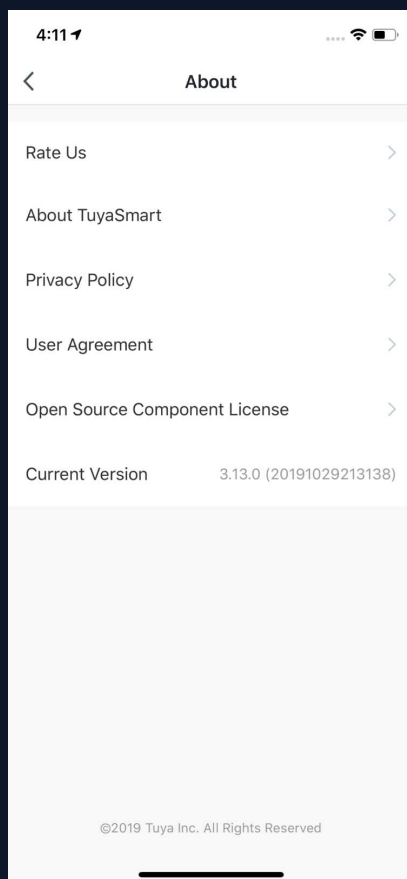 4:11
About
Rate Us
About TuyaSmart
Privacy Policy
User Agreement
Open Source Component License
Current Version 3.13.0 (20191029213138)
©2019 Tuya Inc. All Rights Reserved